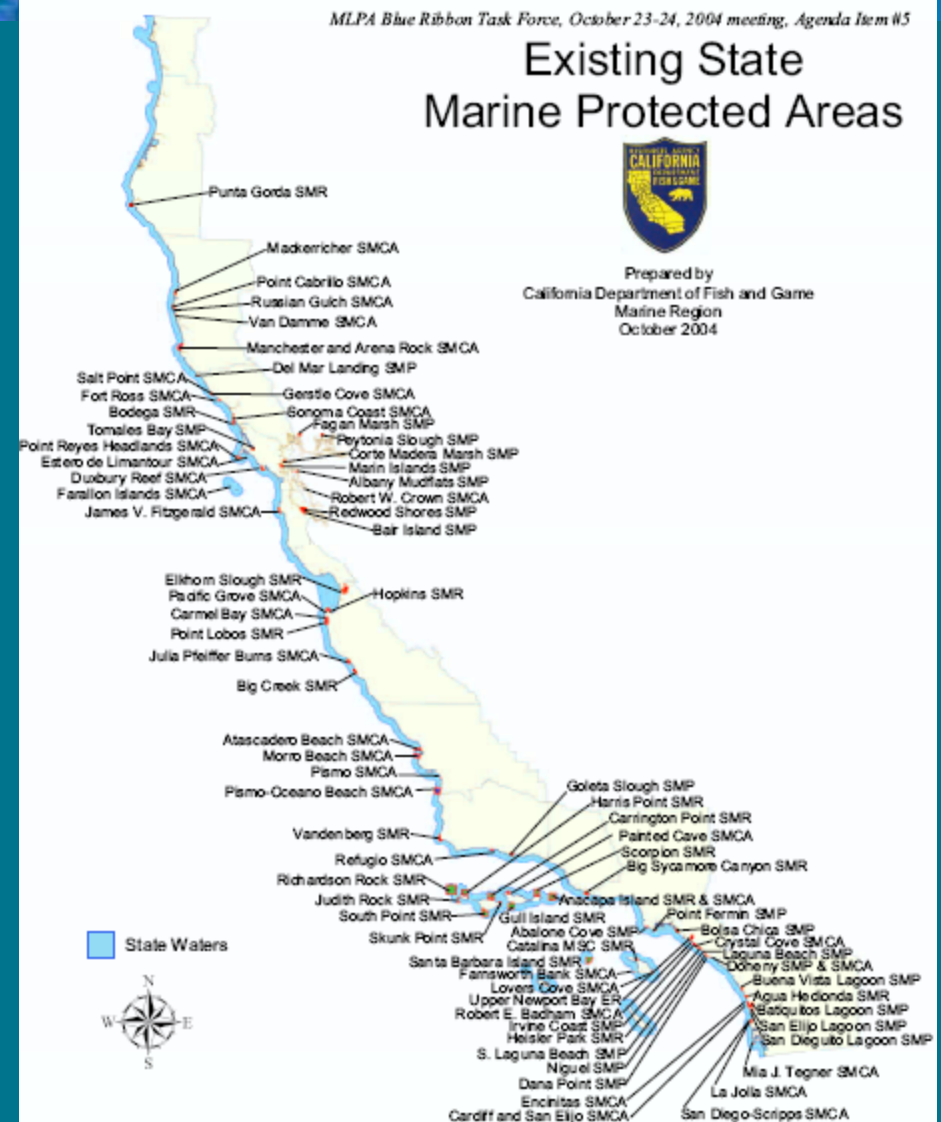 MLPA Blue Ribbon Task Force, October 23-24, 2004 meeting, Agenda Item #5
Existing State
Marine Protected Areas
CALIFORNIA
DEPARTMENT
FISH & GAME
Prepared by
California Department of Fish and Game
Marine Region
October 2004
Punta Gorda SMR
Mackerricher SMCA
Point Cabrillo SMCA
Russian Gulch SMCA
Van Damme SMCA
Manchester and Arena Rock SMCA
Del Mar Landing SMP
Salt Point SMCA
Gerstle Cove SMCA
Fort Ross SMCA
Bodega SMR
Sonoma Coast SMCA
Fagan Marsh SMP
Tomales Bay SMP
Peytonia Slough SMP
Point Reyes Headlands SMCA
Corte Madera Marsh SMP
Estero de Limantour SMCA
Marin Islands SMP
Duxbury Reef SMCA
Albany Mudflats SMP
Farallon Islands SMCA
Robert W. Crown SMCA
James V. Fitzgerald SMCA
Redwood Shores SMP
Bair Island SMP
Elkhorn Slough SMR
Pacific Grove SMCA
Hopkins SMR
Carmel Bay SMCA
Point Lobos SMR
Julia Pfeiffer Burns SMCA
Big Creek SMR
Atascadero Beach SMCA
Morro Beach SMCA
Pismo SMCA
Pismo-Oceano Beach SMCA
Goleta Slough SMP
Harris Point SMR
Carrington Point SMR
Vandenberg SMR
Painted Cave SMCA
Scorpion SMR
Refugio SMCA
Big Sycamore Canyon SMR
Richardson Rock SMR
Judith Rock SMR
Anacapa Island SMR & SMCA
South Point SMR
Gull Island SMR
Point Fermin SMP
Skunk Point SMR
Abalone Cove SMP
Bolsa Chica SMP
Catalina MSC SMR
Crystal Cove SMCA
Laguna Beach SMP
Santa Barbara Island SMR
Doheny SMP & SMCA
Farnsworth Bank SMCA
Buena Vista Lagoon SMP
Lovers Cove SMCA
Agua Hedionda SMR
Upper Newport Bay ER
Batiquitos Lagoon SMP
Robert E. Badham SMCA
San Elijo Lagoon SMP
Irvine Coast SMP
San Dieguito Lagoon SMP
Heisler Park SMR
S. Laguna Beach SMP
Niguel SMP
Mia J. Tegner SMCA
Dana Point SMP
La Jolla SMCA
Encinitas SMCA
San Diego-Scripps SMCA
Cardiff and San Elijo SMCA
State Waters
N
W
E
S